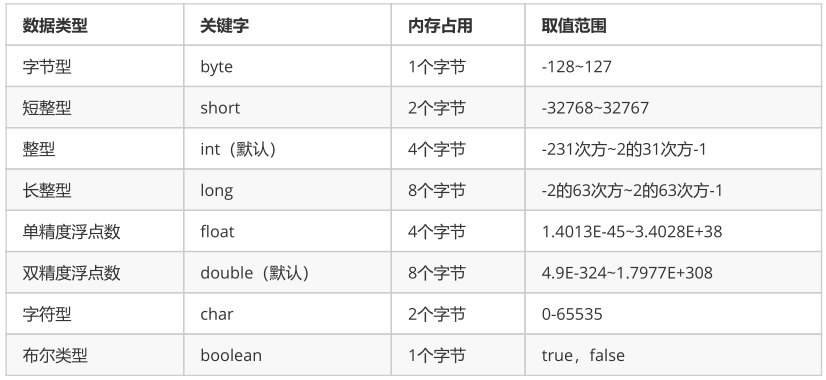 数据类型 关键字 内存占用 取值范围
字节型 byte 1个字节 -128~127
短整型 short 2个字节 -32768~32767
整型 int（默认） 4个字节 -231次方~2的31次方-1
长整型 long 8个字节 -2的63次方~2的63次方-1
单精度浮点数 float 4个字节 1.4013E-45~3.4028E+38
双精度浮点数 double（默认） 8个字节 4.9E-324~1.7977E+308
字符型 char 2个字节 0-65535
布尔类型 boolean 1个字节 true，false